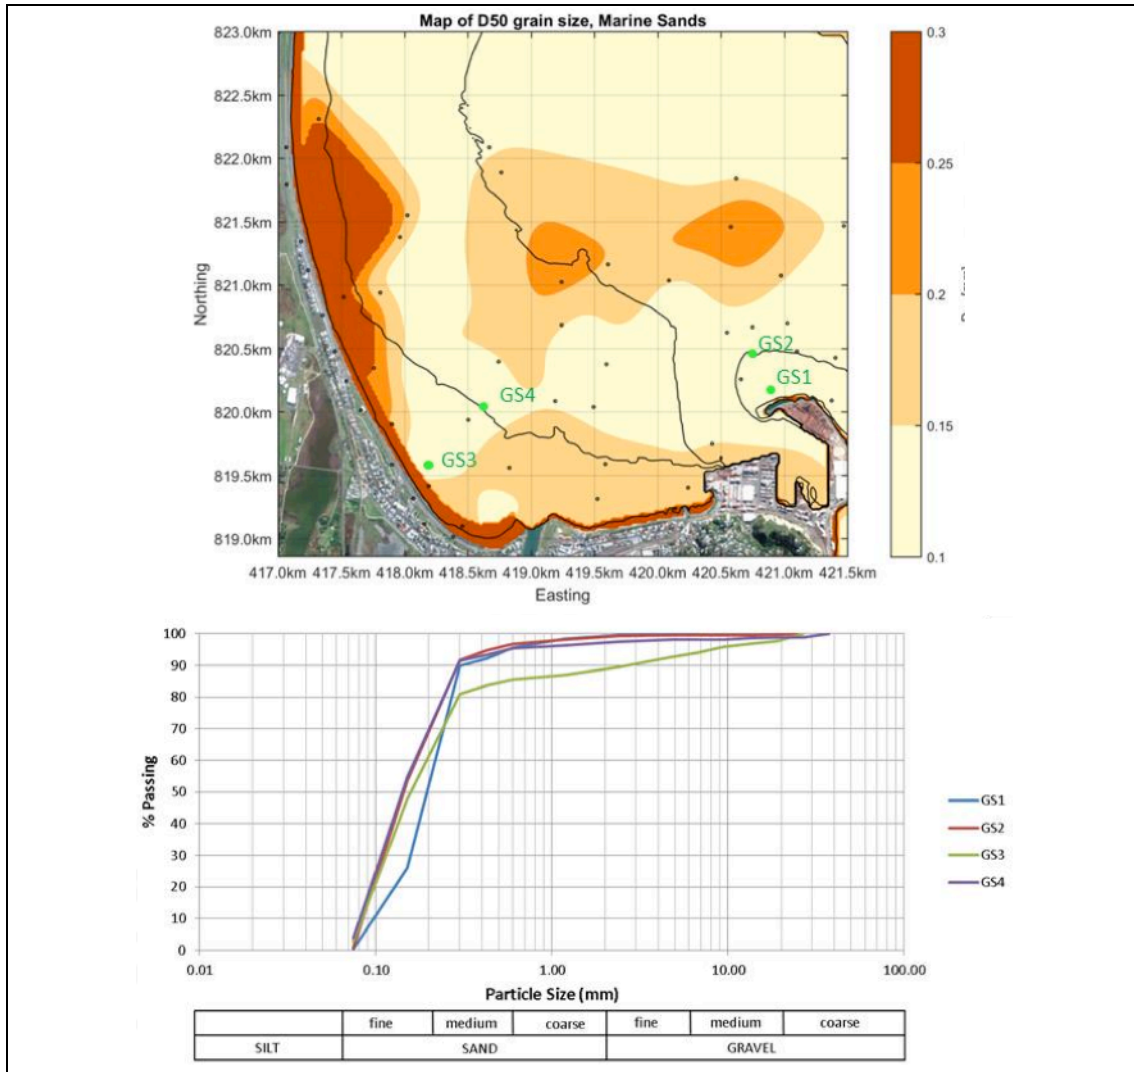 Map of D50 grain size, Marine Sands
823.0km
822.5km
822.0km
821.5km
821.0km
820.5km
820.0km
819.5km
819.0km
Northing
417.0km 417.5km 418.0km 418.5km 419.0km 419.5km 420.0km 420.5km 421.0km 421.5km
Easting
GS2
GS1
GS4
GS3
0.3
0.25
0.2
0.15
0.1
100
90
80
70
60
50
40
30
20
10
0
% Passing
0.01 0.10 1.00 10.00 100.00
Particle Size (mm)
GS1
GS2
GS3
GS4
fine medium coarse fine medium coarse
SILT SAND GRAVEL